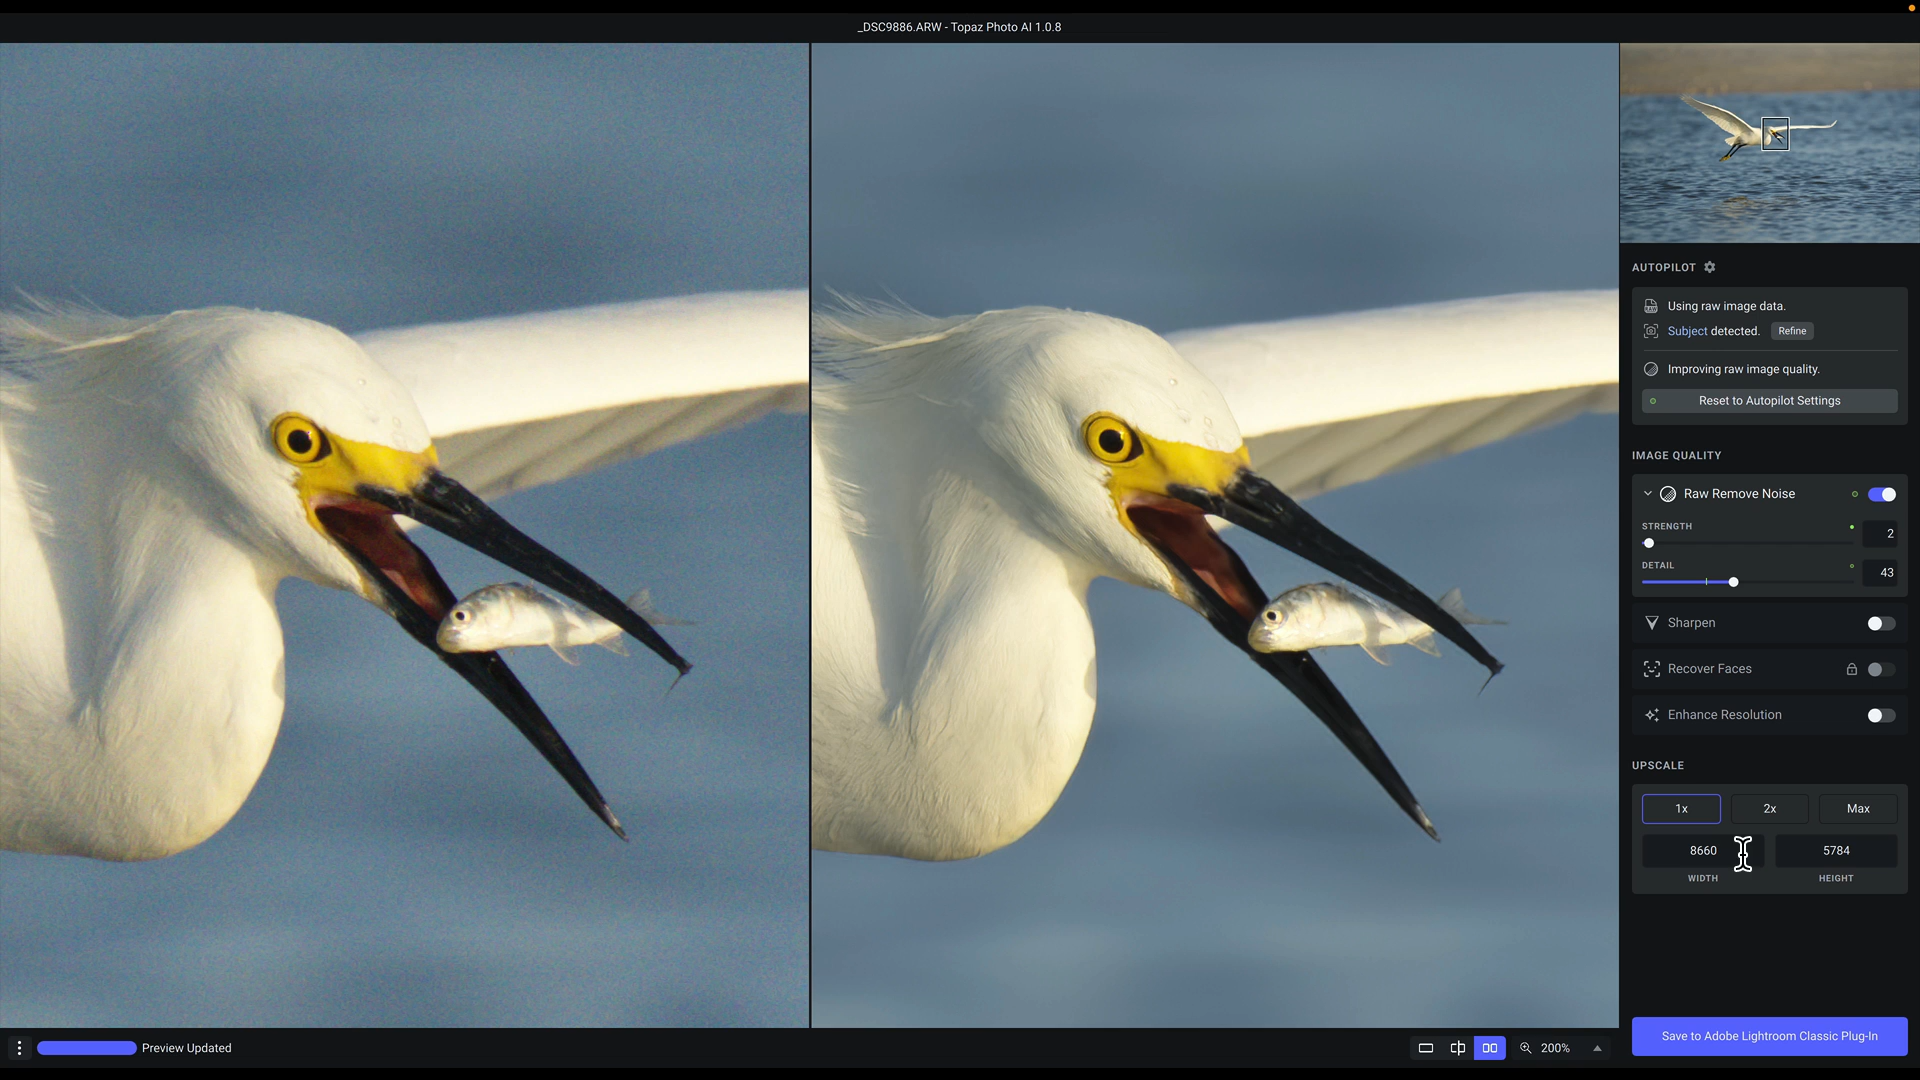 _DSC9886.ARW - Topaz Photo AI 1.0.8
AUTOPILOT
Using raw image data.
Subject detected. Refine
Improving raw image quality.
Reset to Autopilot Settings
IMAGE QUALITY
Raw Remove Noise
STRENGTH
2
DETAIL
43
Sharpen
Recover Faces
Enhance Resolution
UPSCALE
1x 2x Max
8660 5784
WIDTH HEIGHT
Save to Adobe Lightroom Classic Plug-In
Preview Updated
200%